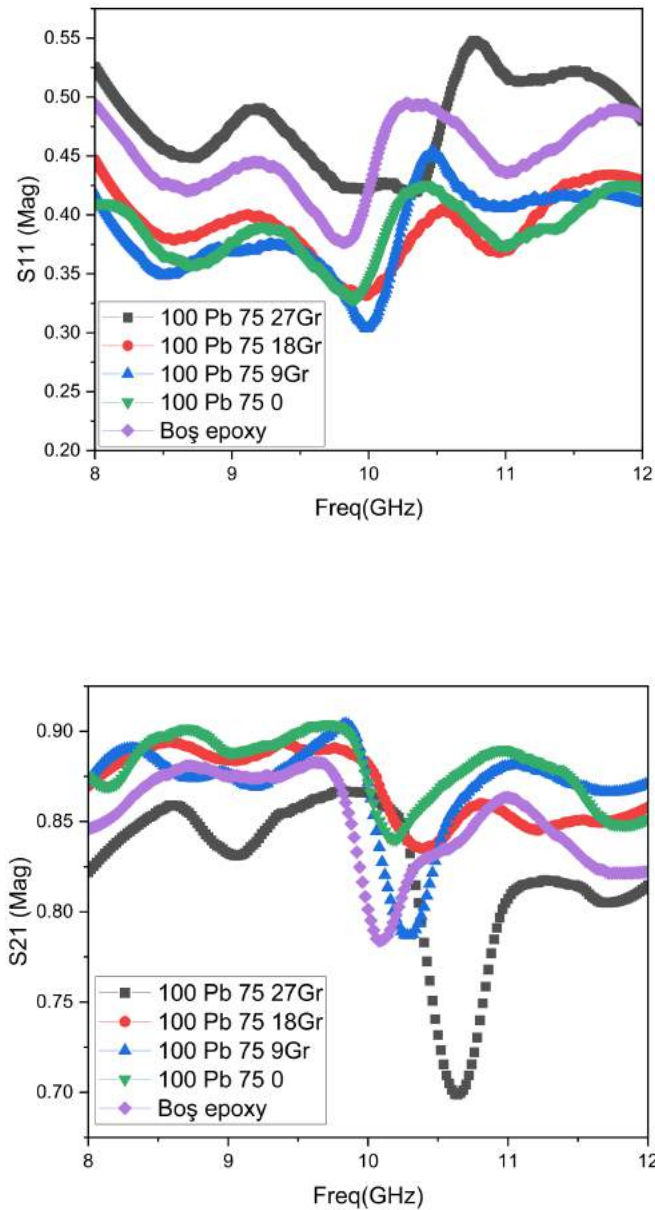 0.55
0.50
0.45
0.40
0.35
0.30
0.25
0.20
S11 (Mag)
100 Pb 75 27Gr
100 Pb 75 18Gr
100 Pb 75 9Gr
100 Pb 75 0
Boş epoxy
8 9 10 11 12
Freq(GHz)
0.90
0.85
0.80
0.75
0.70
S21 (Mag)
100 Pb 75 27Gr
100 Pb 75 18Gr
100 Pb 75 9Gr
100 Pb 75 0
Boş epoxy
8 9 10 11 12
Freq(GHz)